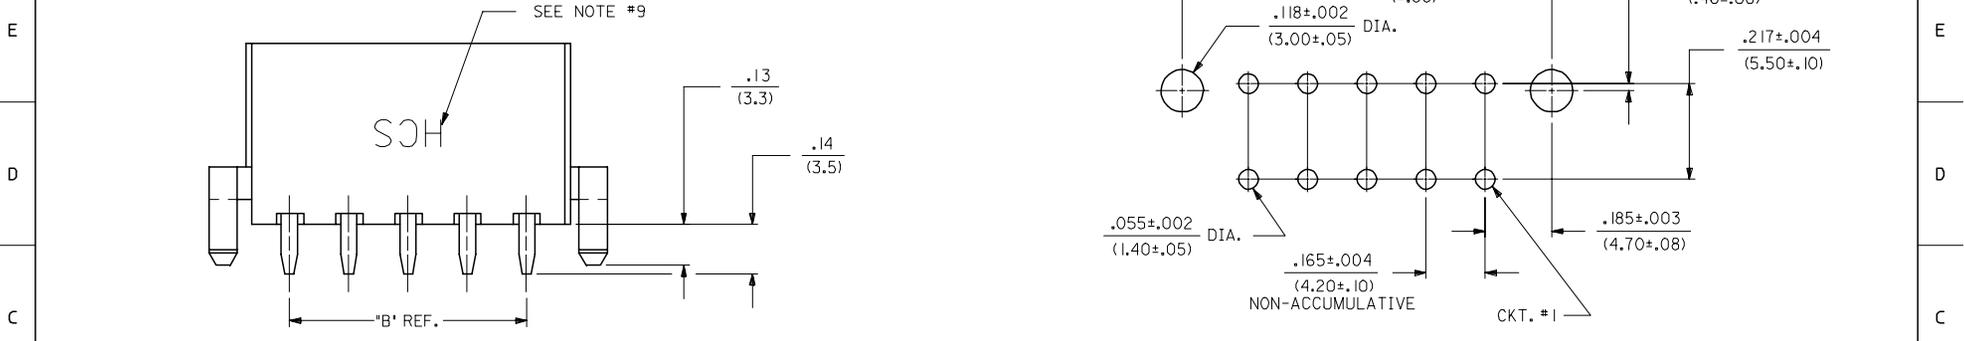 E
SEE NOTE #9
.13
(3.3)
HCS
.14
(3.5)
D
"B" REF.
C
.118±.002
(3.00±.05) DIA.
E
.217±.004
(5.50±.10)
D
.055±.002
(1.40±.05) DIA.
.185±.003
(4.70±.08)
.165±.004
(4.20±.10)
NON-ACCUMULATIVE
CKT. #1
C